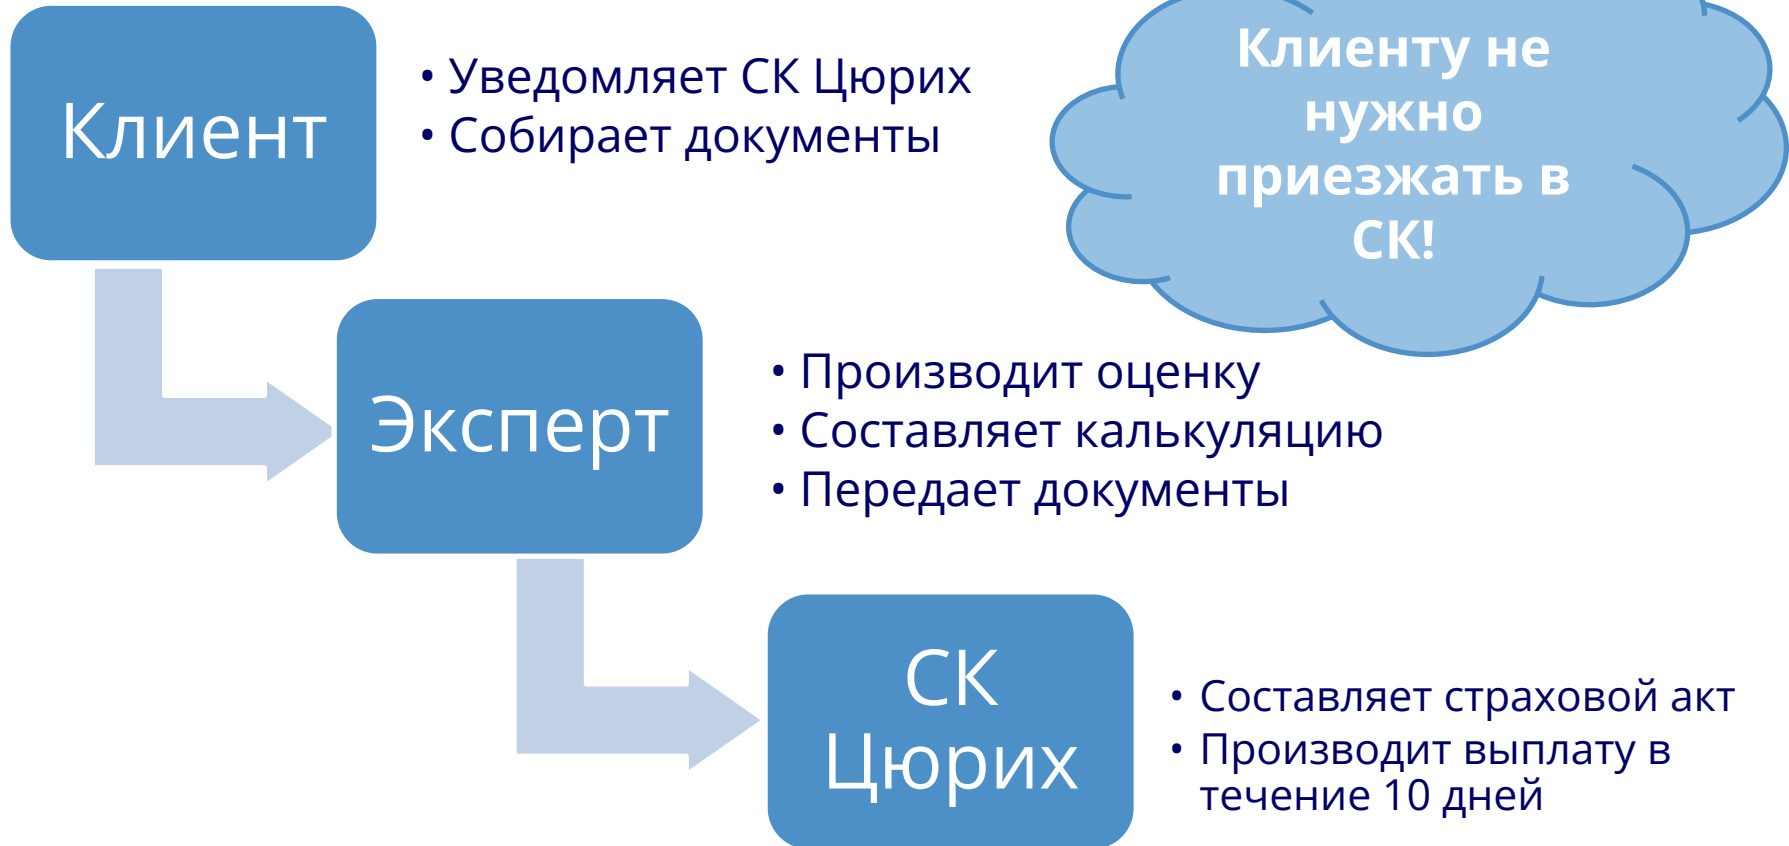 Клиент
• Уведомляет СК Цюрих
• Собирает документы
Клиенту не
нужно
приезжать в
СК!
Эксперт
• Производит оценку
• Составляет калькуляцию
• Передает документы
СК
Цюрих
• Составляет страховой акт
• Производит выплату в
течение 10 дней